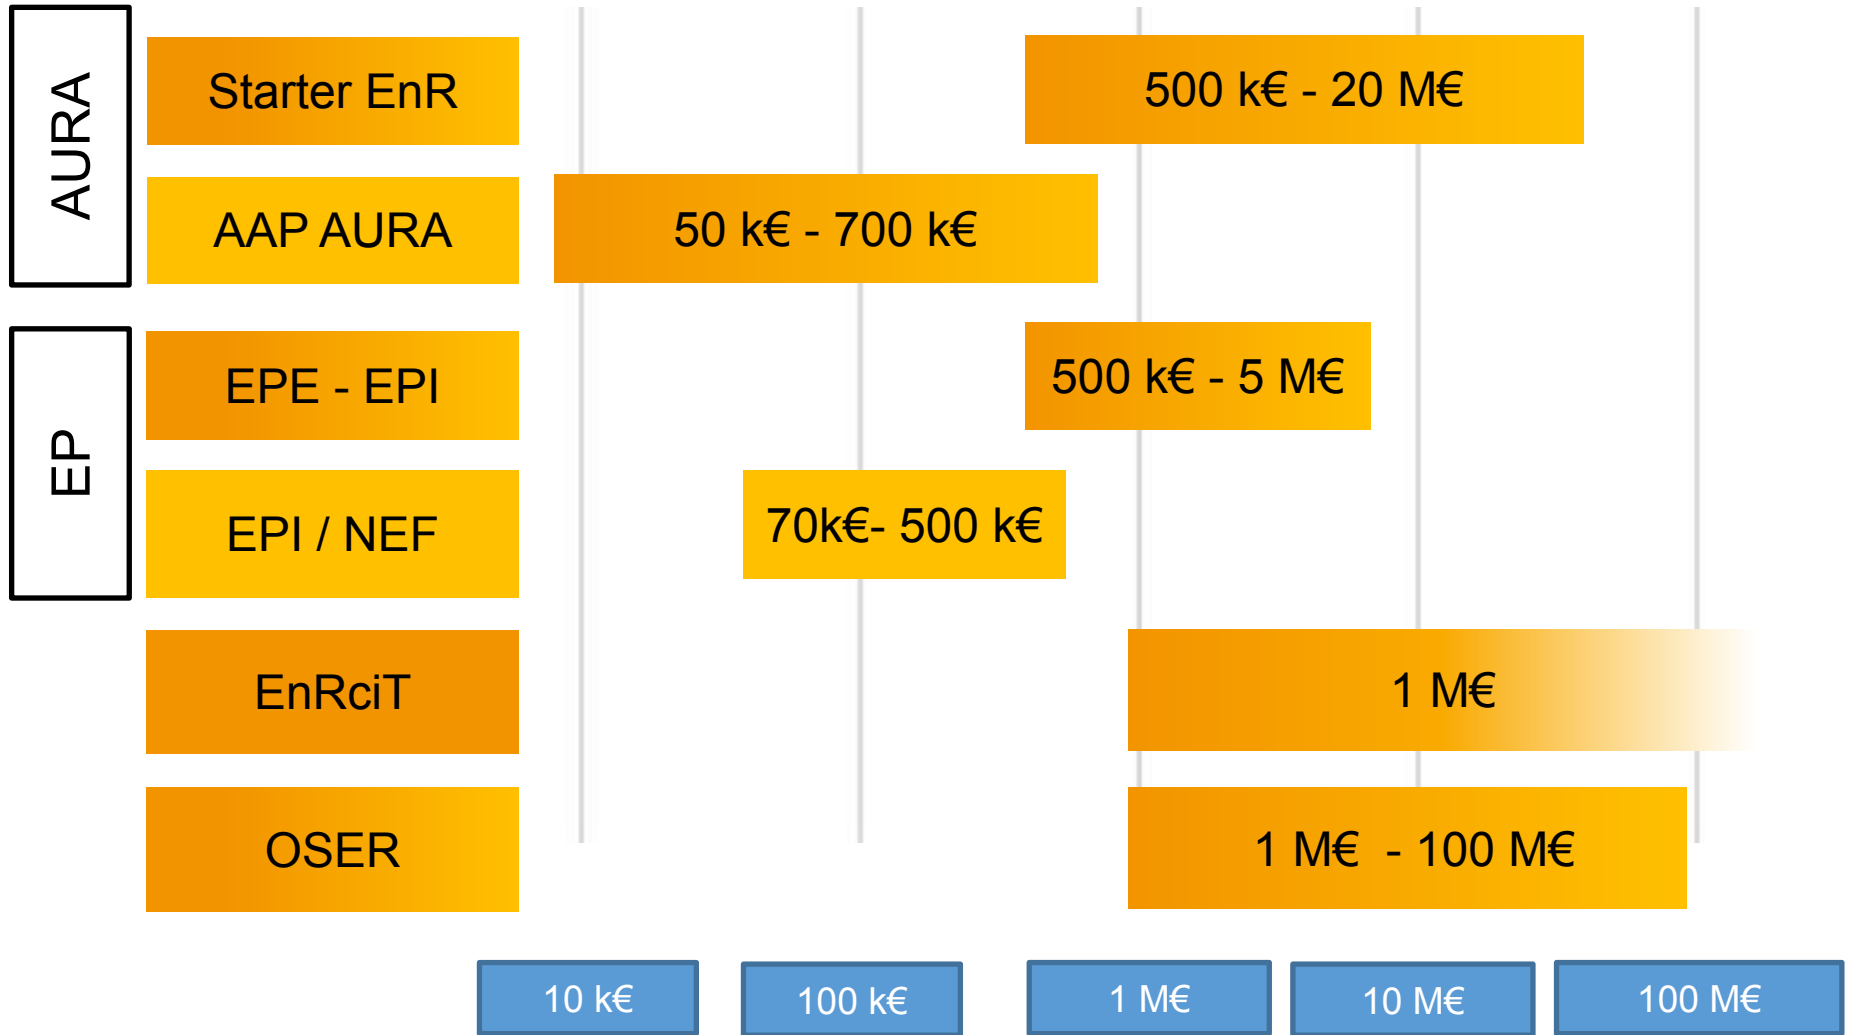 AURA
Starter EnR
500 k€ - 20 M€
AAP AURA
50 k€ - 700 k€
EP
EPE - EPI
500 k€ - 5 M€
EPI / NEF
70k€- 500 k€
EnRciT
1 M€
OSER
1 M€ - 100 M€
10 k€
100 k€
1 M€
10 M€
100 M€